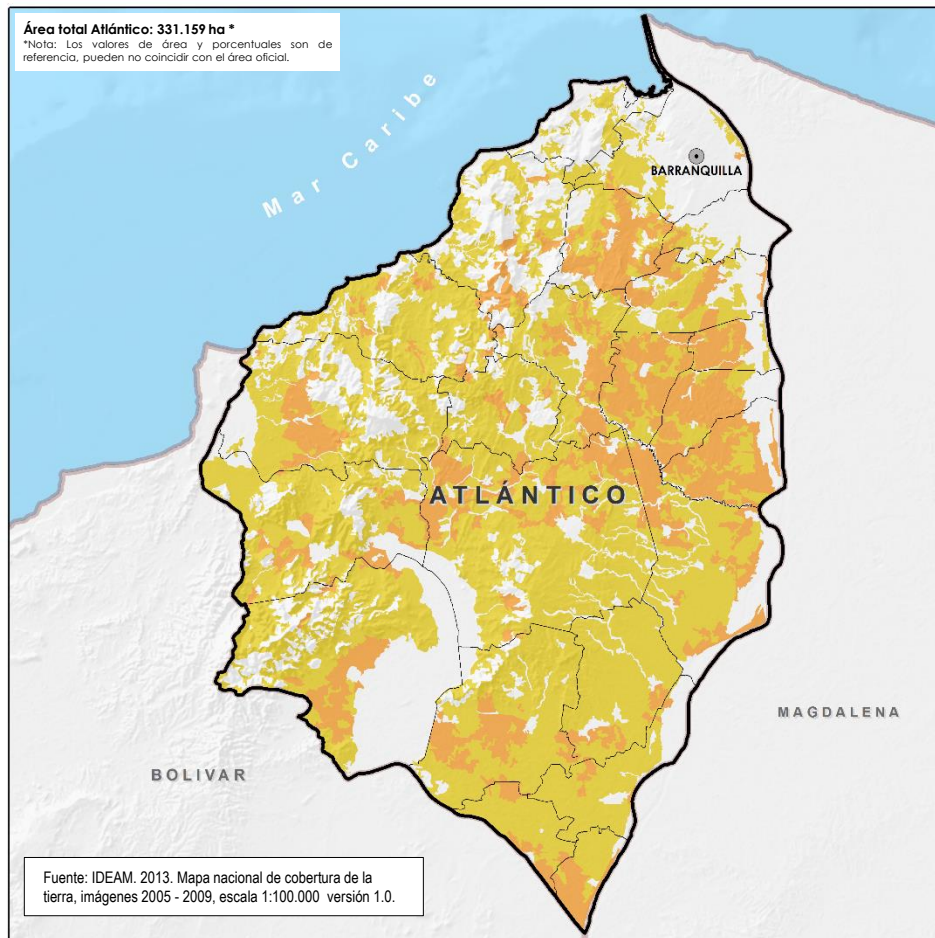 Área total Atlántico: 331.159 ha *
*Nota: Los valores de área y porcentuales son de
referencia, pueden no coincidir con el área oficial.
Mar Caribe
BARRANQUILLA
ATLÁNTICO
MAGDALENA
BOLIVAR
Fuente: IDEAM. 2013. Mapa nacional de cobertura de la
tierra, imágenes 2005 - 2009, escala 1:100.000 versión 1.0.